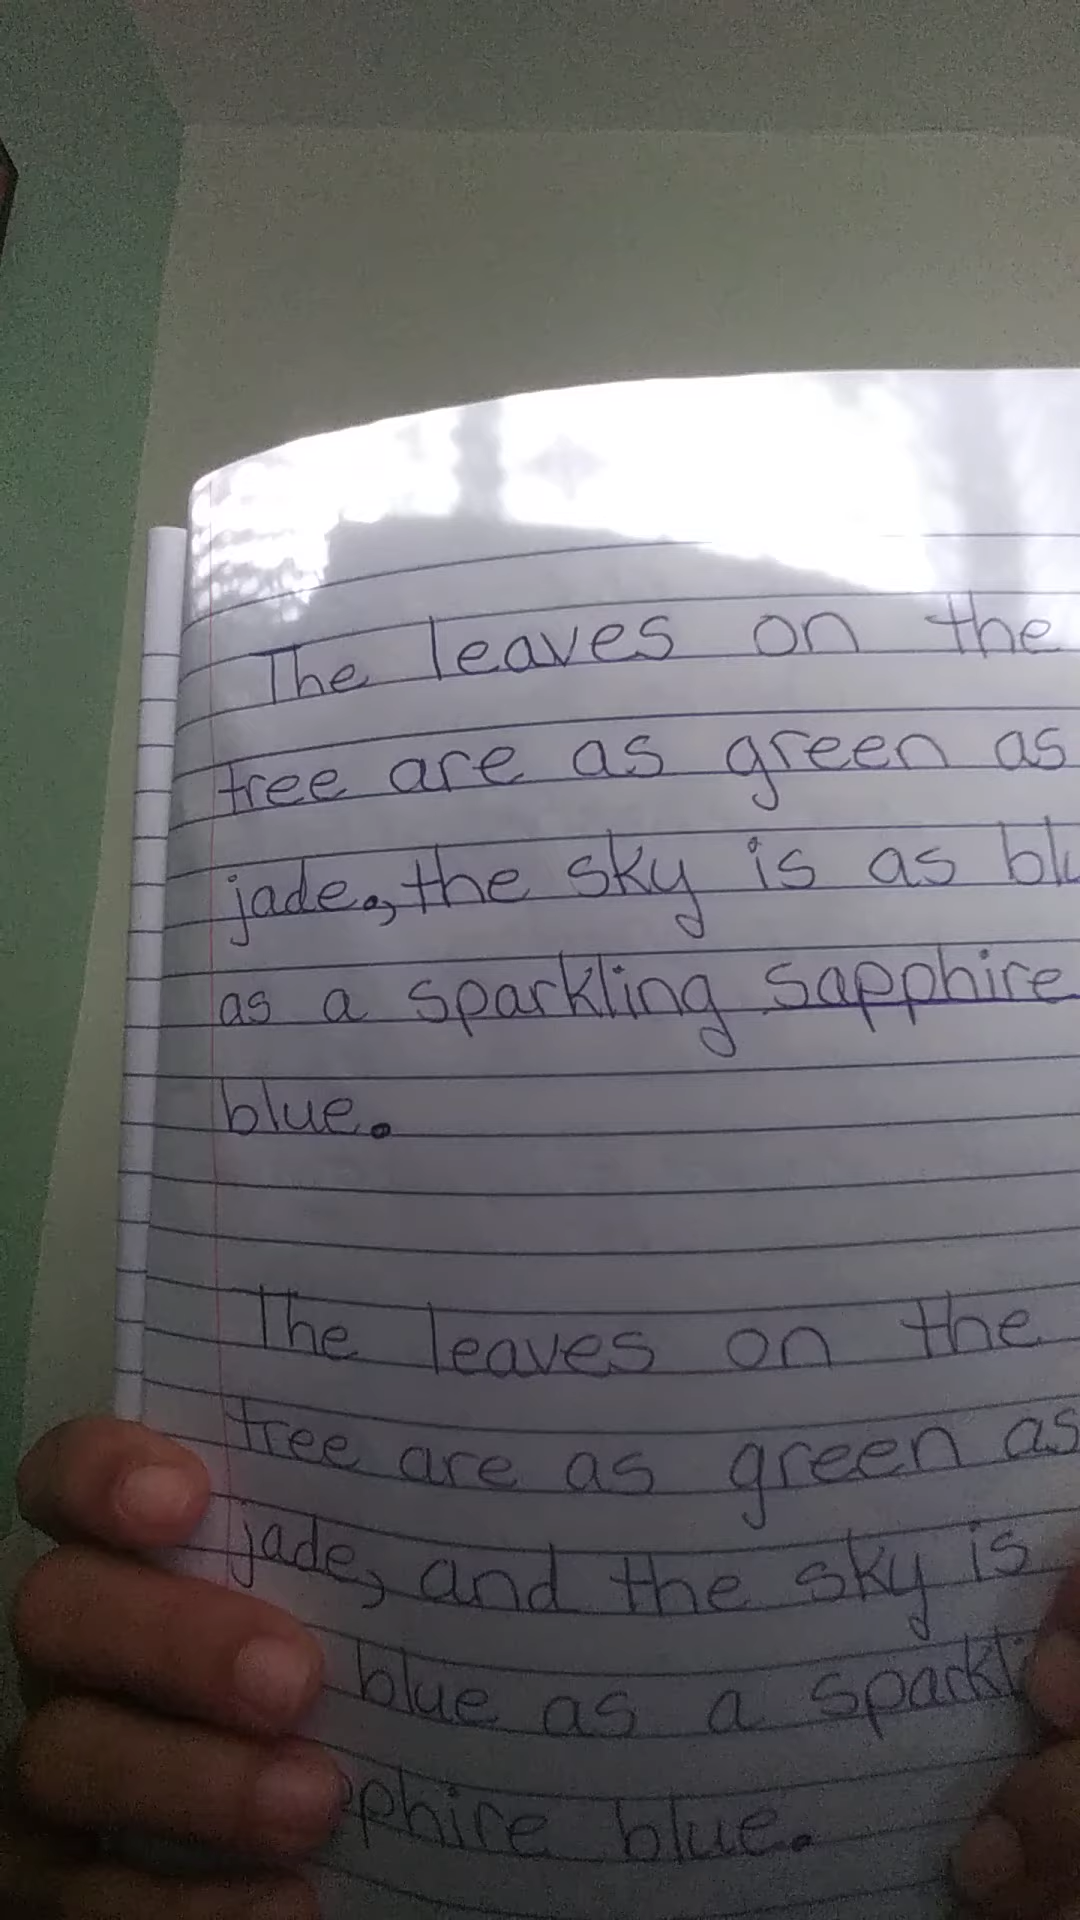 The leaves on the
tree are as green as
jade, the sky is as
as a sparkling sapphire
blue.
The leaves on the
tree are as green as
jade, and the sky is
blue as a
blue.